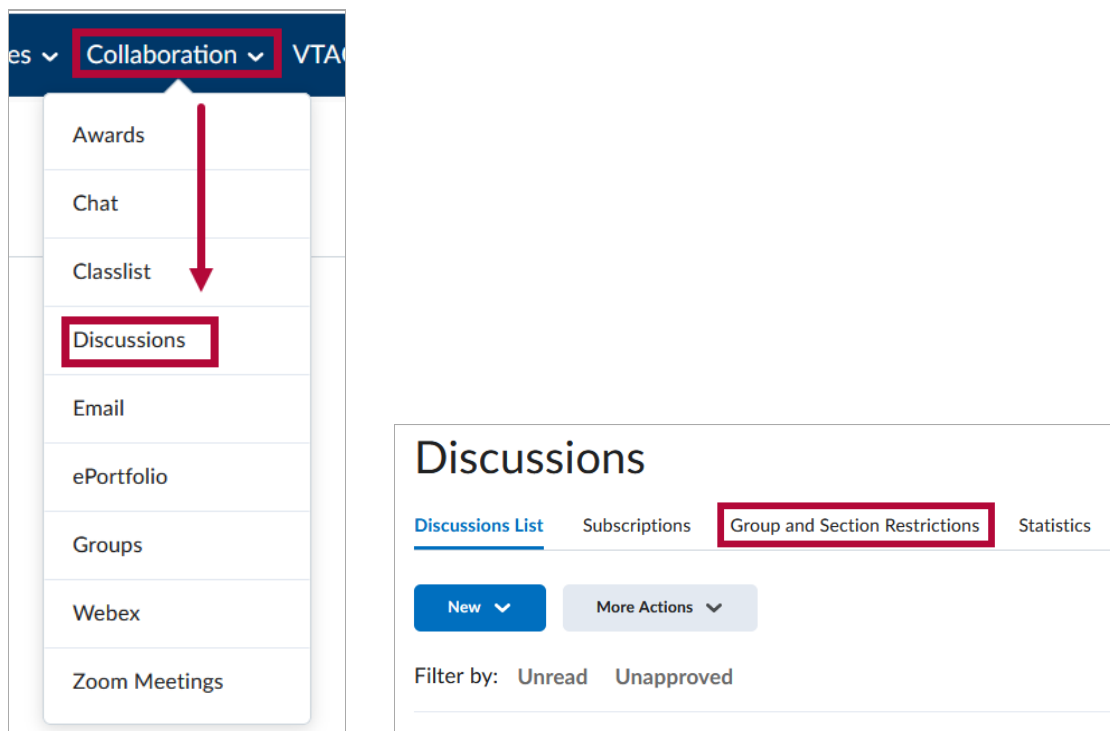 es Collaboration VTA
Awards
Chat
Classlist
Discussions
Email
ePortfolio
Groups
Webex
Zoom Meetings
Discussions
Discussions List Subscriptions Group and Section Restrictions Statistics
New More Actions
Filter by: Unread Unapproved